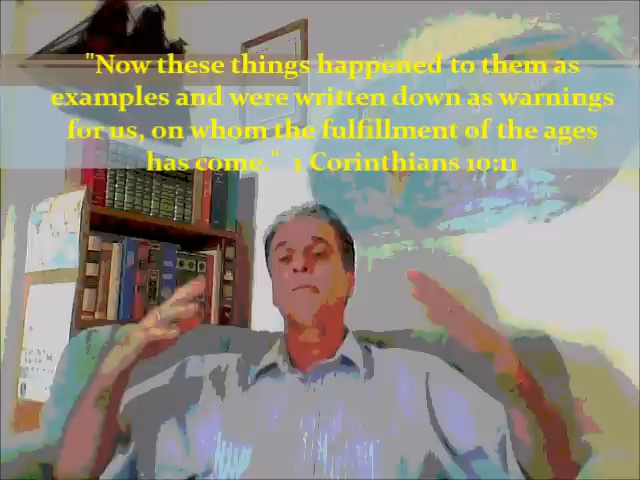 "Now these things happened to them as
examples and were written down as warnings
for us, on whom the fulfillment of the ages
has come." 1 Corinthians 10:11